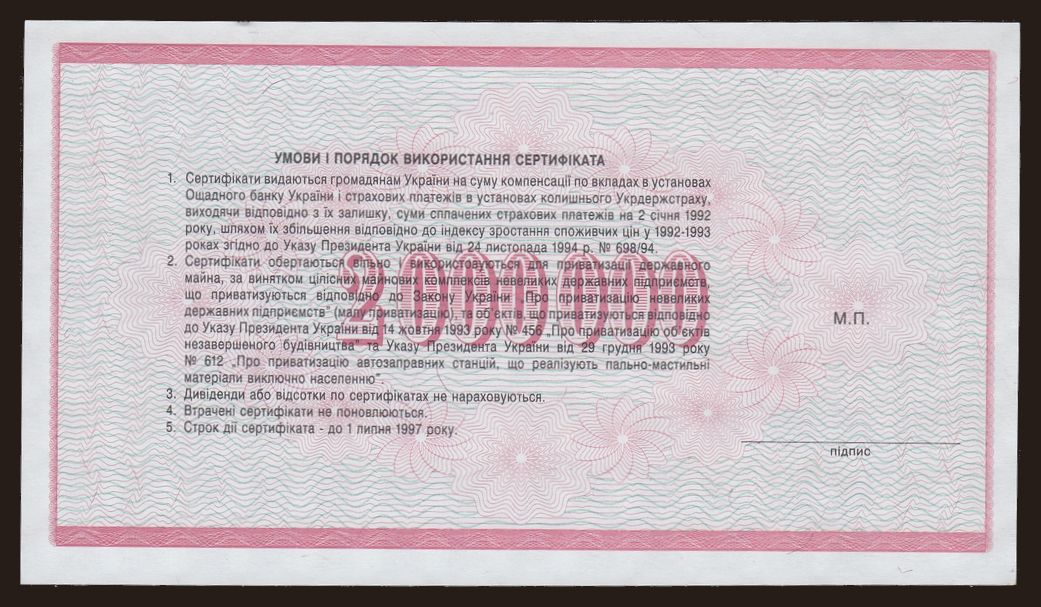 УМОВИ І ПОРЯДОК ВИКОРИСТАННЯ СЕРТИФІКАТА
1. Сертифікати видаються громадянам України на суму компенсації по вкладах в установах
Ощадного банку України і страхових платежів в установах колишнього Укрдержстраху,
виходячи відповідно з їх залишку, суми сплачених страхових платежів на 2 січня 1992
року, шляхом їх збільшення відповідно до індексу зростання споживчих цін у 1992-1993
роках згідно до Указу Президента України від 24 листопада 1994 р. № 698/94.
2. Сертифікати обертаються вільно і використовуються для приватизації державного
майна, за винятком цілісних майнових комплексів невеликих державних підприємств,
що приватизуються відповідно до Закону України „Про приватизацію невеликих
державних підприємств" (малу приватизацію), та об'єктів, що приватизуються відповідно
до Указу Президента України від 14 жовтня 1993 року № 456 „Про приватизацію об'єктів
незавершеного будівництва" та Указу Президента України від 29 грудня 1993 року
№ 612 „Про приватизацію автозаправних станцій, що реалізують пально-мастильні
матеріали виключно населенню".
3. Дивіденди або відсотки по сертифікатах не нараховуються.
4. Втрачені сертифікати не поновлюються.
5. Строк дії сертифіката - до 1 липня 1997 року.
2000000
М.П.
підпис